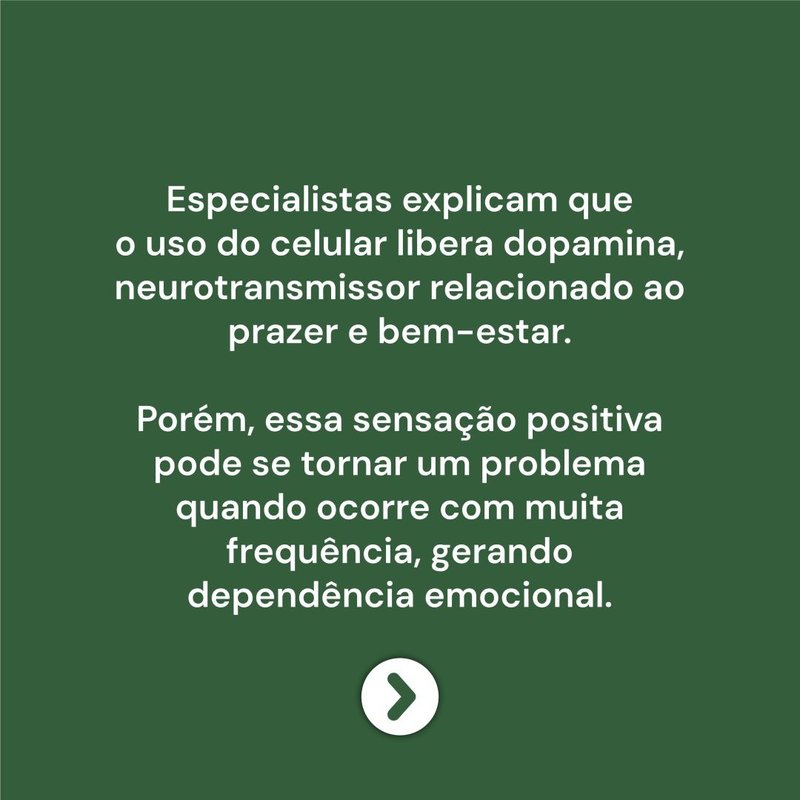 Especialistas explicam que
o uso do celular libera dopamina,
neurotransmissor relacionado ao
prazer e bem-estar.
Porém, essa sensação positiva
pode se tornar um problema
quando ocorre com muita
frequência, gerando
dependência emocional.